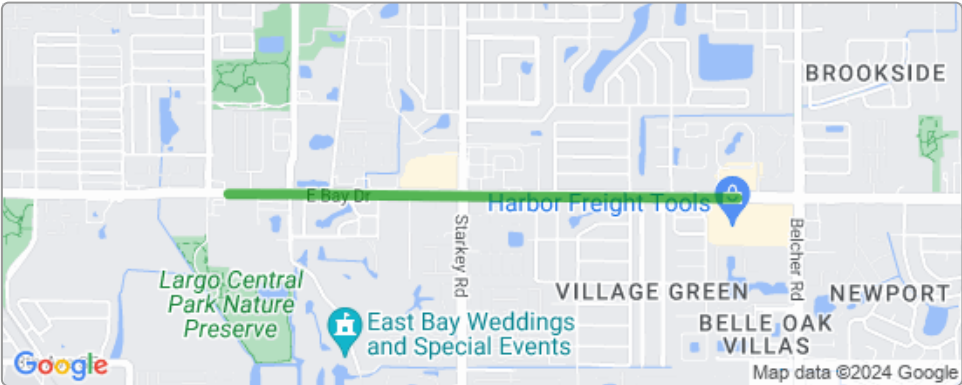 BROOKSIDE
E Bay Dr
Harbor Freight Tools
Starkey Rd
Belcher Rd
Largo Central
Park Nature
Preserve
VILLAGE GREEN
NEWPORT
East Bay Weddings
and Special Events
BELLE OAK
VILLAS
Google
Map data ©2024 Google